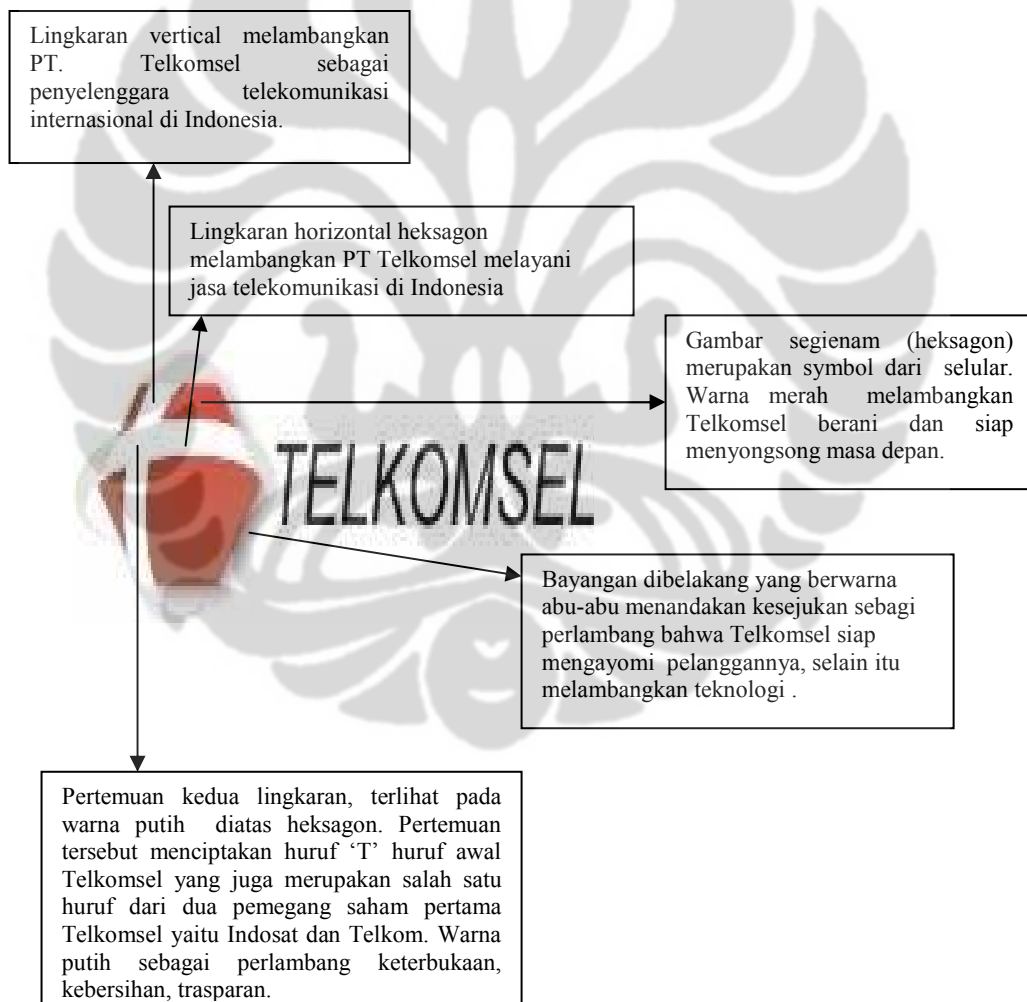 Lingkaran vertical melambangkan
PT. Telkomsel sebagai
penyelenggara telekomunikasi
internasional di Indonesia.
Lingkaran horizontal heksagon
melambangkan PT Telkomsel melayani
jasa telekomunikasi di Indonesia
Gambar segienam (heksagon)
merupakan symbol dari selular.
Warna merah melambangkan
Telkomsel berani dan siap
menyongsong masa depan.
TELKOMSEL
Bayangan dibelakang yang berwarna
abu-abu menandakan kesejukan sebagi
perlambang bahwa Telkomsel siap
mengayomi pelanggannya, selain itu
melambangkan teknologi .
Pertemuan kedua lingkaran, terlihat pada
warna putih diatas heksagon. Pertemuan
tersebut menciptakan huruf ‘T’ huruf awal
Telkomsel yang juga merupakan salah satu
huruf dari dua pemegang saham pertama
Telkomsel yaitu Indosat dan Telkom. Warna
putih sebagai perlambang keterbukaan,
kebersihan, trasparan.